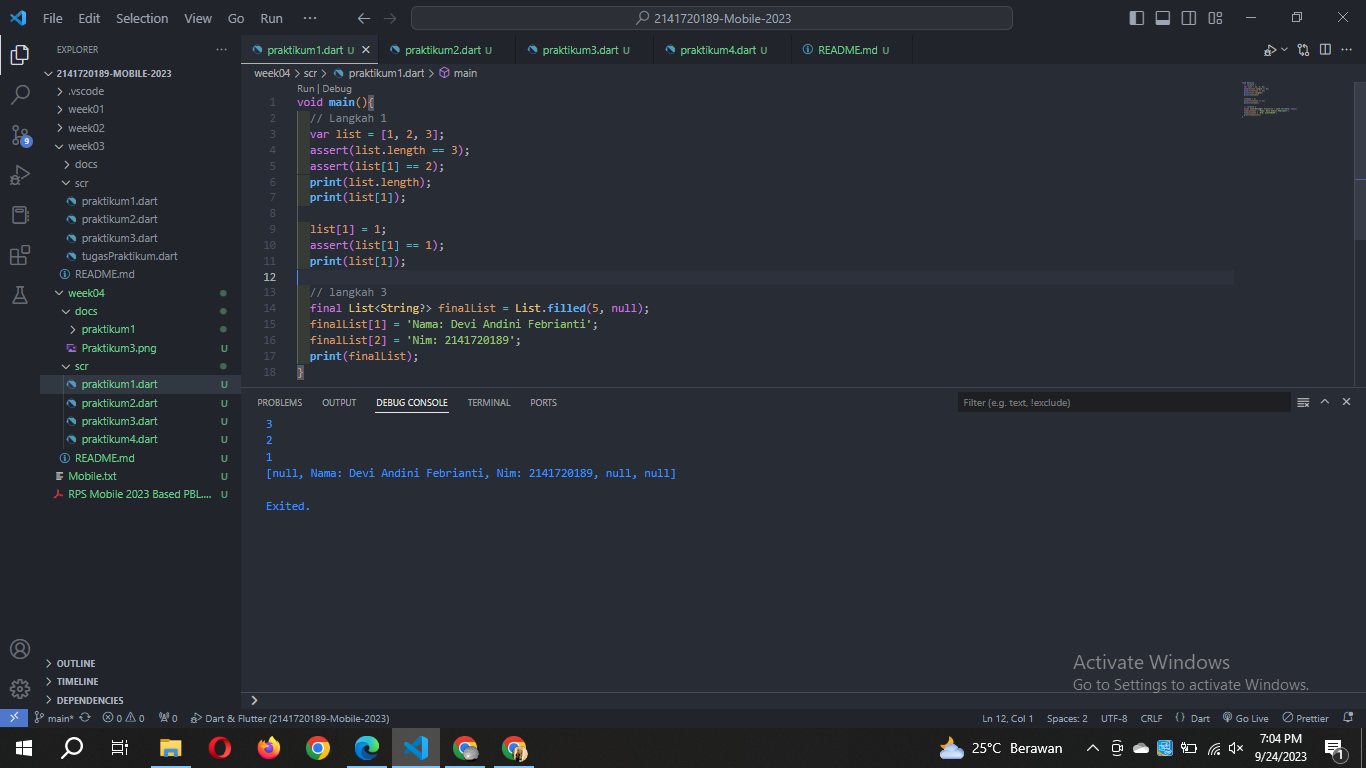 File Edit Selection View Go Run ···
2141720189-Mobile-2023
EXPLORER
2141720189-MOBILE-2023
.vscode
week01
week02
week03
docs
scr
praktikum1.dart
praktikum2.dart
praktikum3.dart
tugasPraktikum.dart
README.md
week04
docs
praktikum1
Praktikum3.png U
scr
praktikum1.dart U
praktikum2.dart U
praktikum3.dart U
praktikum4.dart U
README.md U
Mobile.txt U
RPS Mobile 2023 Based PBL.... U
OUTLINE
TIMELINE
DEPENDENCIES
9
praktikum1.dart U praktikum2.dart U praktikum3.dart U praktikum4.dart U README.md U
week04 > scr > praktikum1.dart > main
Run | Debug
1 void main(){
2 // Langkah 1
3 var list = [1, 2, 3];
4 assert(list.length == 3);
5 assert(list[1] == 2);
6 print(list.length);
7 print(list[1]);
8
9 list[1] = 1;
10 assert(list[1] == 1);
11 print(list[1]);
12
13 // langkah 3
14 final List<String?> finalList = List.filled(5, null);
15 finalList[1] = 'Nama: Devi Andini Febrianti';
16 finalList[2] = 'Nim: 2141720189';
17 print(finalList);
18 }
PROBLEMS OUTPUT DEBUG CONSOLE TERMINAL PORTS
Filter (e.g. text, !exclude)
3
2
1
[null, Nama: Devi Andini Febrianti, Nim: 2141720189, null, null]
Exited.
Activate Windows
Go to Settings to activate Windows.
main* 0 0 0 Dart & Flutter (2141720189-Mobile-2023)
Ln 12, Col 1 Spaces: 2 UTF-8 CRLF {} Dart Go Live Prettier
25°C Berawan
7:04 PM
9/24/2023
1